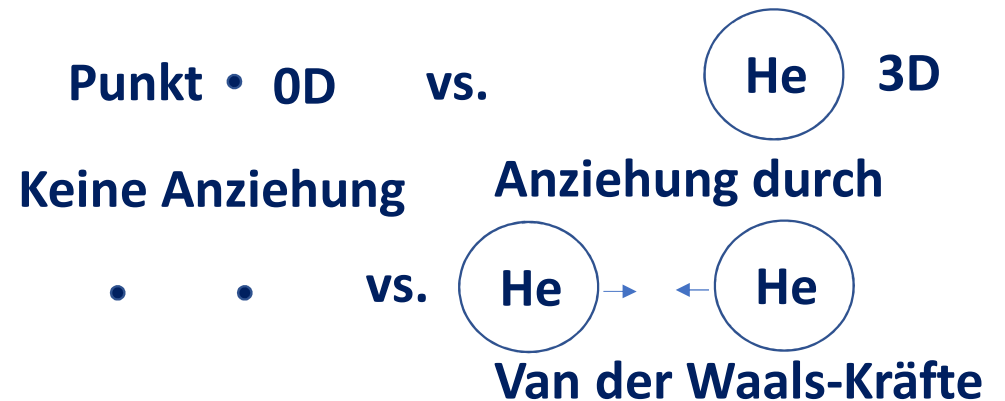 Punkt 0D vs. He 3D
Keine Anziehung Anziehung durch
vs. He He
Van der Waals-Kräfte